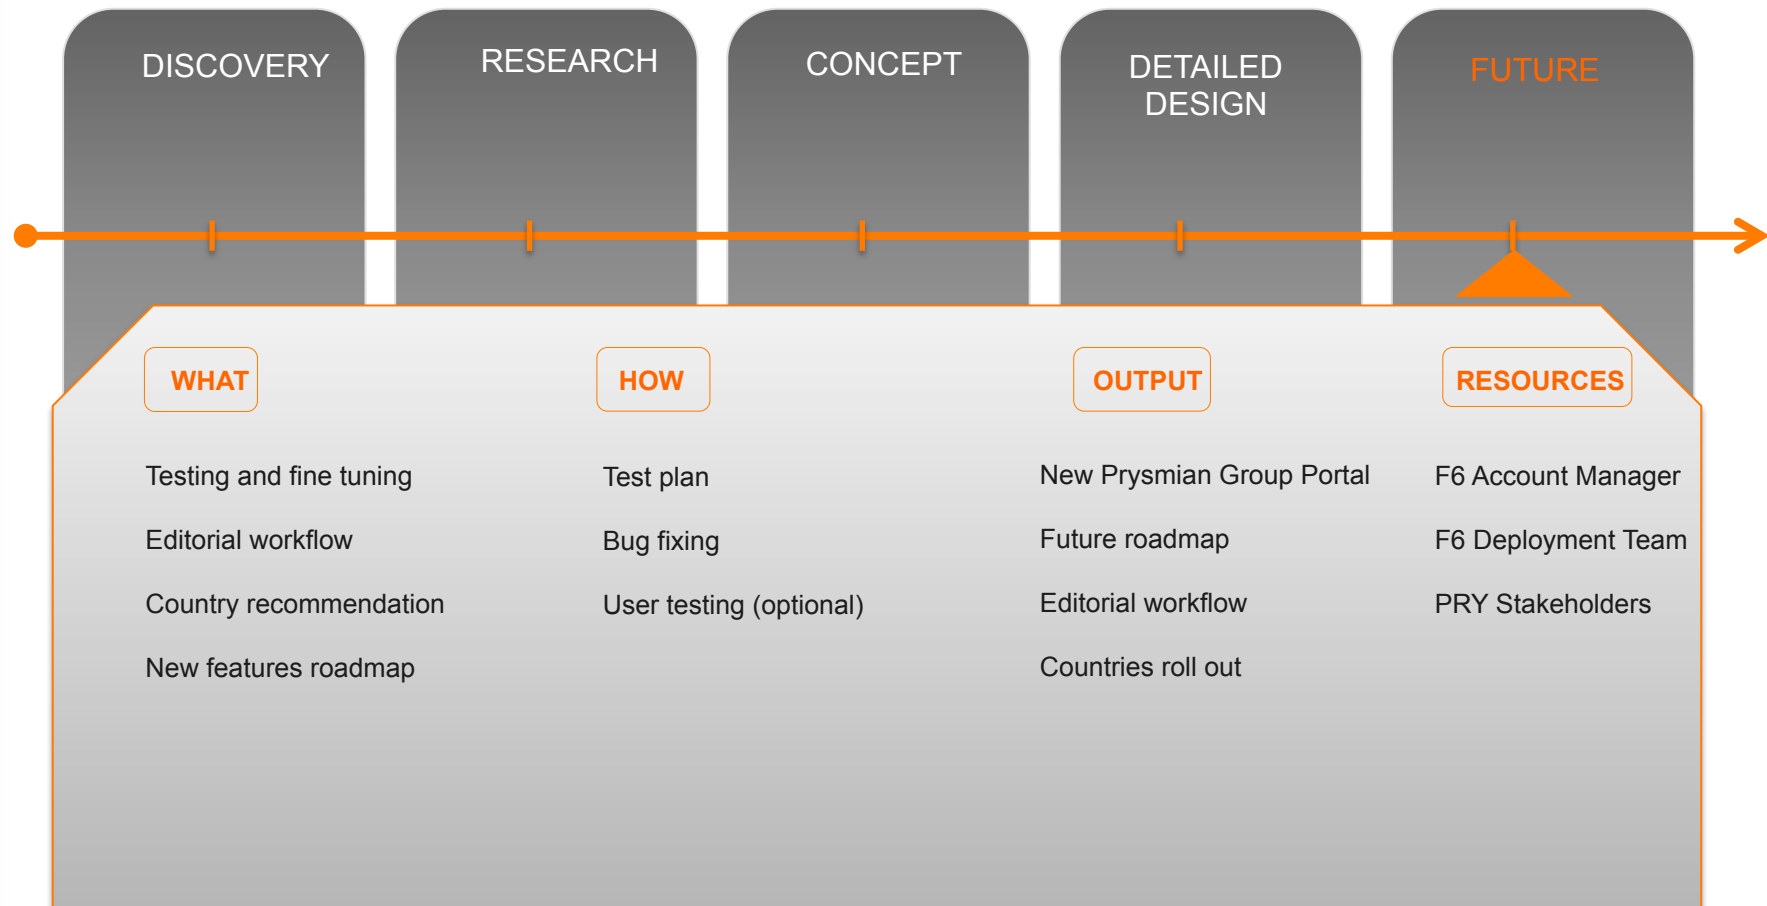 DISCOVERY
RESEARCH
CONCEPT
DETAILED
DESIGN
FUTURE
WHAT
Testing and fine tuning
Editorial workflow
Country recommendation
New features roadmap
HOW
Test plan
Bug fixing
User testing (optional)
OUTPUT
New Prysmian Group Portal
Future roadmap
Editorial workflow
Countries roll out
RESOURCES
F6 Account Manager
F6 Deployment Team
PRY Stakeholders